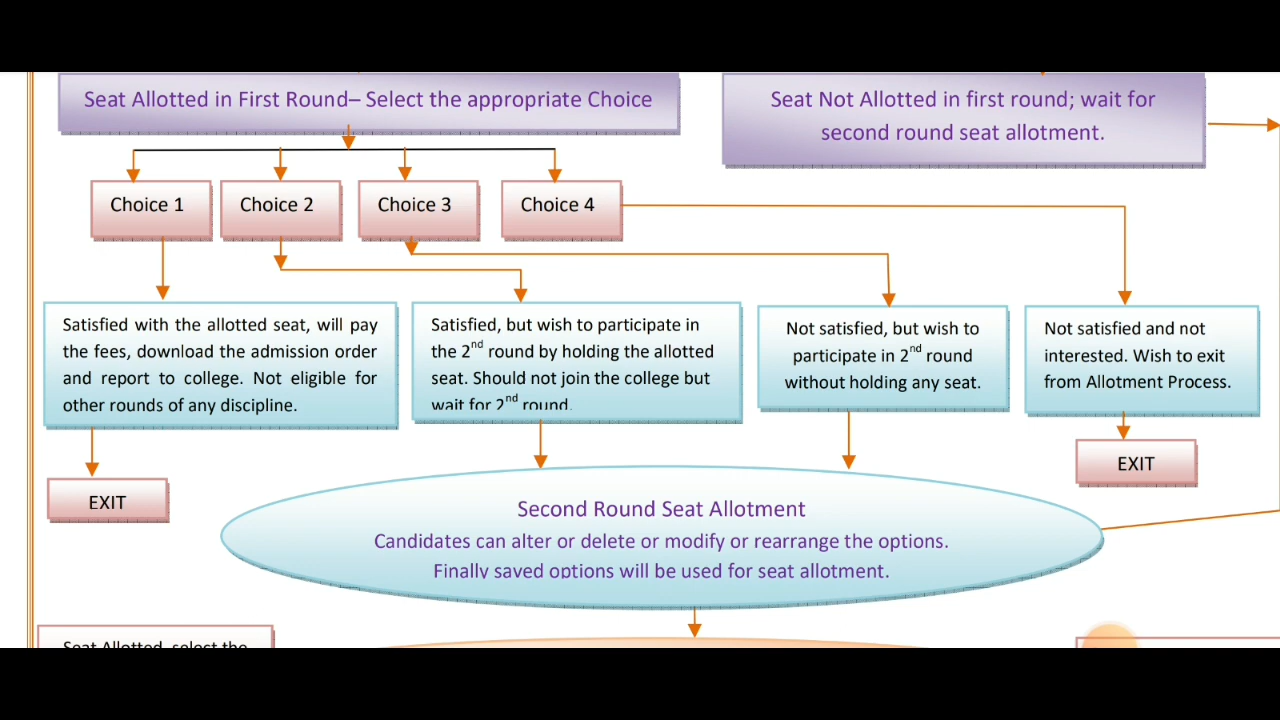 Seat Allotted in First Round– Select the appropriate Choice
Seat Not Allotted in first round; wait for
second round seat allotment.
Choice 1
Choice 2
Choice 3
Choice 4
Satisfied with the allotted seat, will pay
the fees, download the admission order
and report to college. Not eligible for
other rounds of any discipline.
Satisfied, but wish to participate in
the 2nd round by holding the allotted
seat. Should not join the college but
wait for 2nd round.
Not satisfied, but wish to
participate in 2nd round
without holding any seat.
Not satisfied and not
interested. Wish to exit
from Allotment Process.
EXIT
EXIT
Second Round Seat Allotment
Candidates can alter or delete or modify or rearrange the options.
Finally saved options will be used for seat allotment.
Seat Allotted, select the